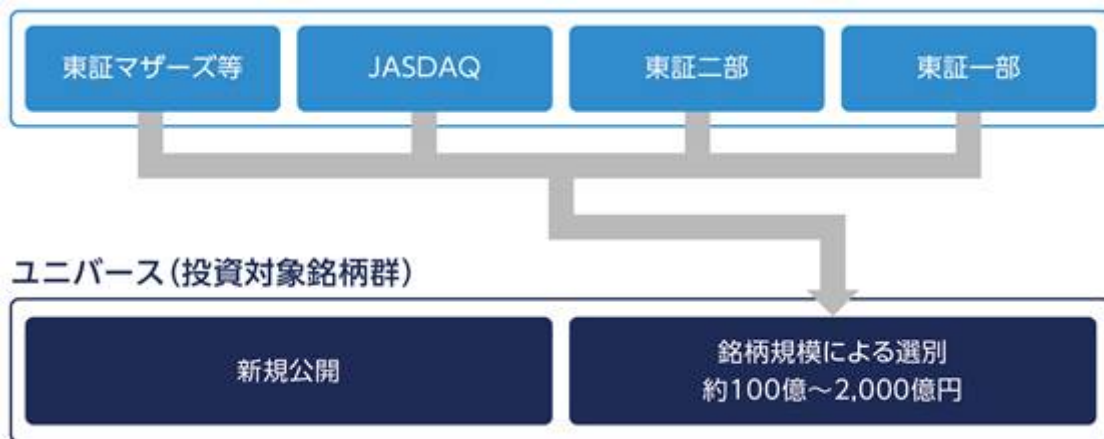 東証マザーズ等
JASDAQ
東証二部
東証一部
ユニバース(投資対象銘柄群)
新規公開
銘柄規模による選別
約100億～2,000億円